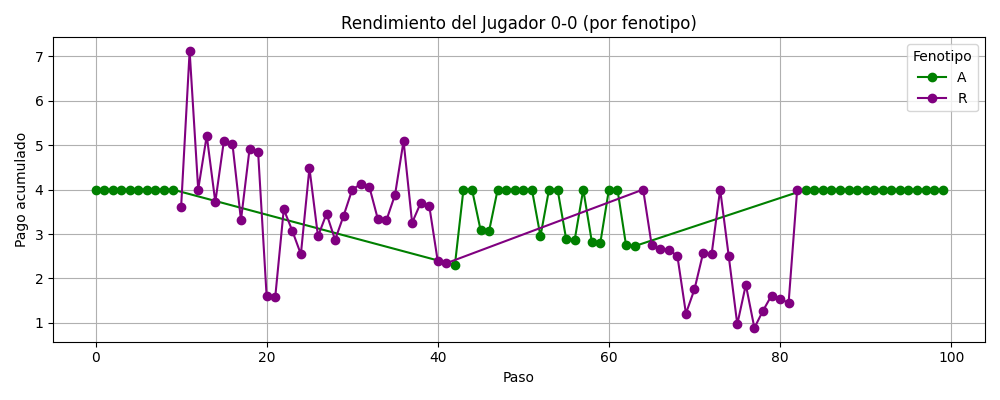 Rendimiento del Jugador 0-0 (por fenotipo)
Pago acumulado
7
6
5
4
3
2
1
Fenotipo
A
R
0 20 40 60 80 100
Paso